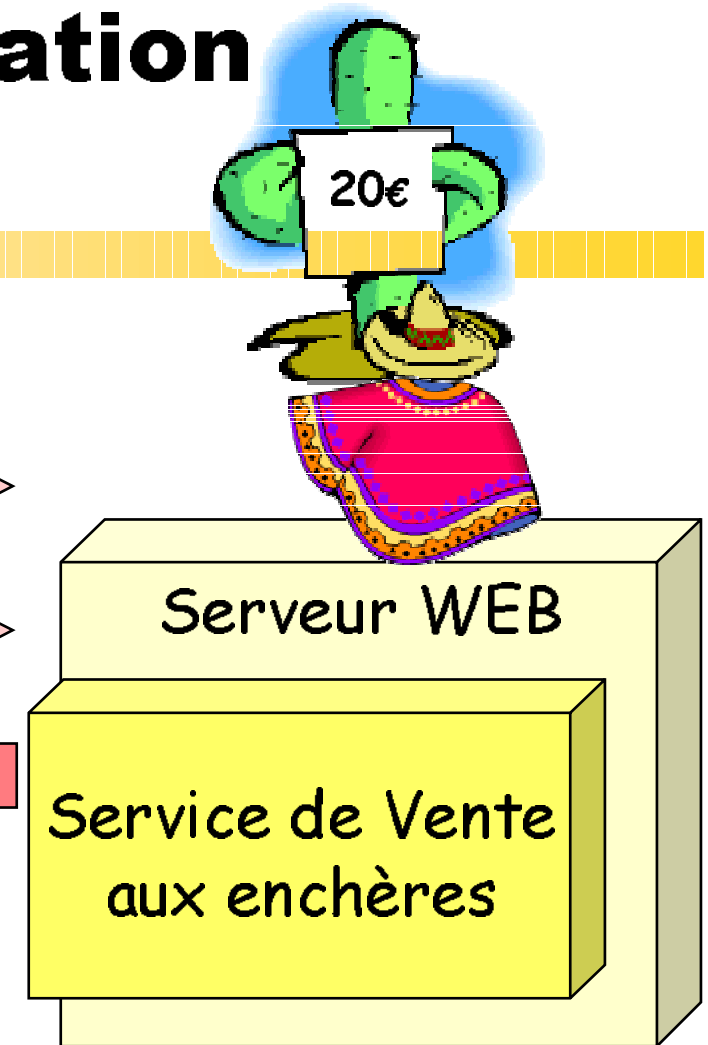 ation
20€
Serveur WEB
Service de Vente
aux enchères